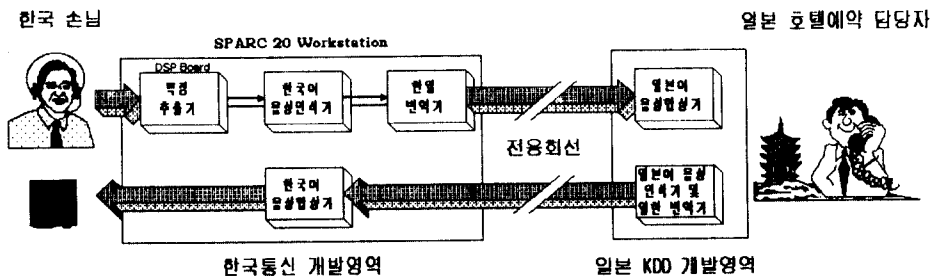 한국 손님
일본 호텔예약 담당자
SPARC 20 Workstation
DSP Board
특징
추출기
한국어
음성인식기
한일
번역기
일본어
음성합성기
전용회선
한국어
음성합성기
일본어 음성
인식기 및
일한 번역기
한국통신 개발영역
일본 KDD 개발영역